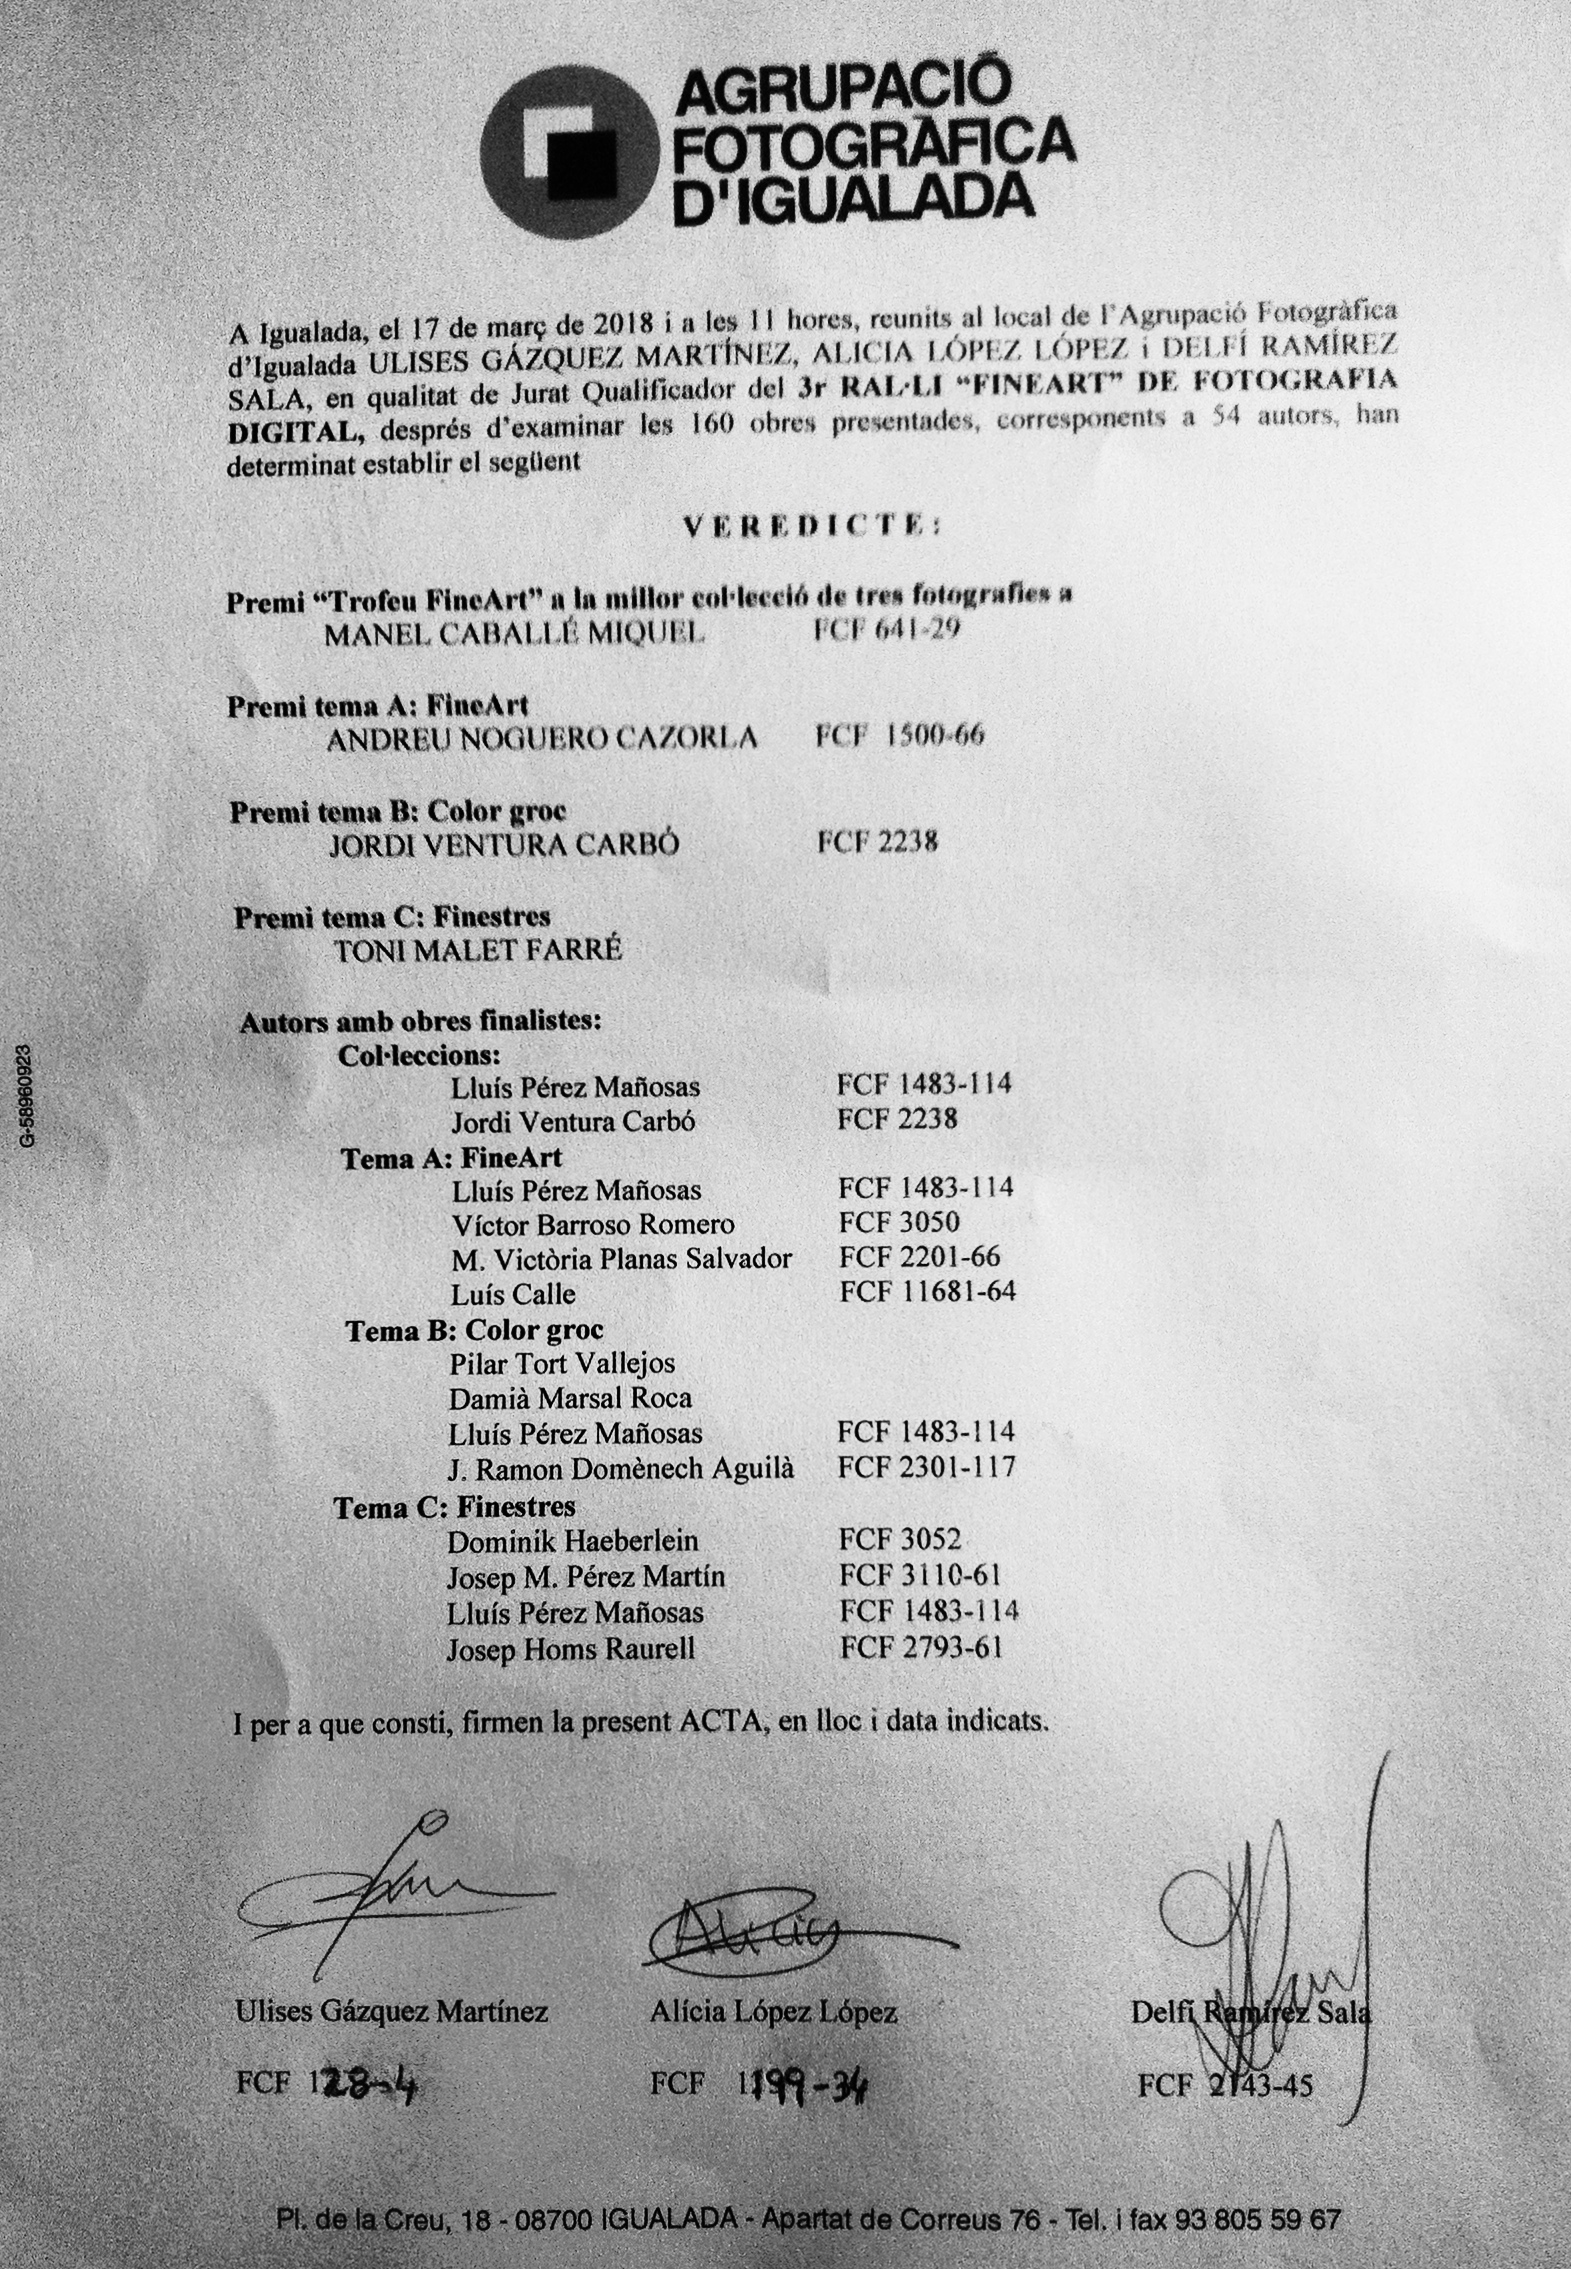 AGRUPACIÓ
FOTOGRÀFICA
D'IGUALADA
A Igualada, el 17 de març de 2018 i a les 11 hores, reunits al local de l'Agrupació Fotogràfica
d'Igualada ULISES GÁZQUEZ MARTÍNEZ, ALICIA LÓPEZ LÓPEZ i DELFÍ RAMÍREZ
SALA, en qualitat de Jurat Qualificador del 3r RAL·LI “FINEART” DE FOTOGRAFIA
DIGITAL, després d'examinar les 160 obres presentades, corresponents a 54 autors, han
determinat establir el següent
VEREDICTE:
Premi “Trofeu FineArt” a la millor col·lecció de tres fotografies a
MANEL CABALLÉ MIQUEL FCF 641-29
Premi tema A: FineArt
ANDREU NOGUERO CAZORLA FCF 1500-66
Premi tema B: Color groc
JORDI VENTURA CARBÓ FCF 2238
Premi tema C: Finestres
TONI MALET FARRÉ
Autors amb obres finalistes:
Col·leccions:
Lluís Pérez Mañosas FCF 1483-114
Jordi Ventura Carbó FCF 2238
Tema A: FineArt
Lluís Pérez Mañosas FCF 1483-114
Víctor Barroso Romero FCF 3050
M. Victòria Planas Salvador FCF 2201-66
Luís Calle FCF 11681-64
Tema B: Color groc
Pilar Tort Vallejos
Damià Marsal Roca
Lluís Pérez Mañosas FCF 1483-114
J. Ramon Domènech Aguilà FCF 2301-117
Tema C: Finestres
Dominik Haeberlein FCF 3052
Josep M. Pérez Martín FCF 3110-61
Lluís Pérez Mañosas FCF 1483-114
Josep Homs Raurell FCF 2793-61
I per a que consti, firmen la present ACTA, en lloc i data indicats.
Ulises Gázquez Martínez Alícia López López Delfí Ramírez Sala
FCF FCF FCF 2143-45
Pl. de la Creu, 18 - 08700 IGUALADA - Apartat de Correus 76 - Tel. i fax 93 805 59 67
G-58960923